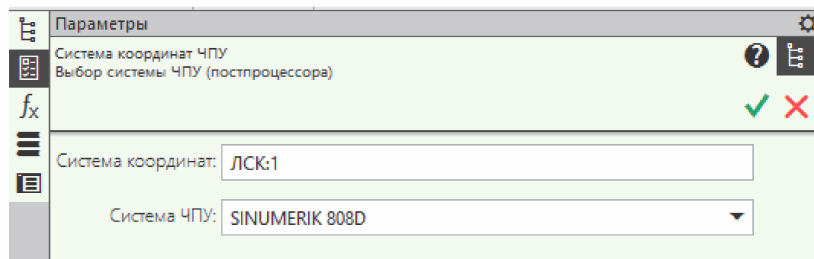 Параметры
Система координат ЧПУ
Выбор системы ЧПУ (постпроцессора)
Система координат: ЛСК:1
Система ЧПУ: SINUMERIK 808D